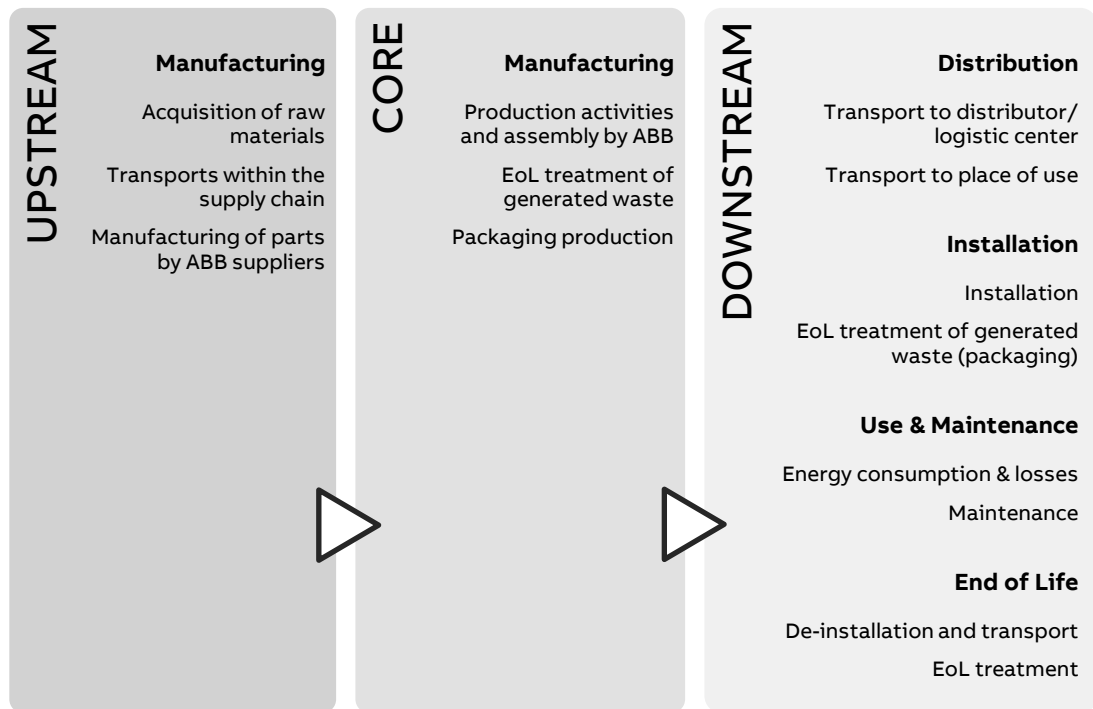 UPSTREAM
Manufacturing
Acquisition of raw
materials
Transports within the
supply chain
Manufacturing of parts
by ABB suppliers
CORE
Manufacturing
Production activities
and assembly by ABB
EoL treatment of
generated waste
Packaging production
DOWNSTREAM
Distribution
Transport to distributor/
logistic center
Transport to place of use
Installation
Installation
EoL treatment of generated
waste (packaging)
Use & Maintenance
Energy consumption & losses
Maintenance
End of Life
De-installation and transport
EoL treatment